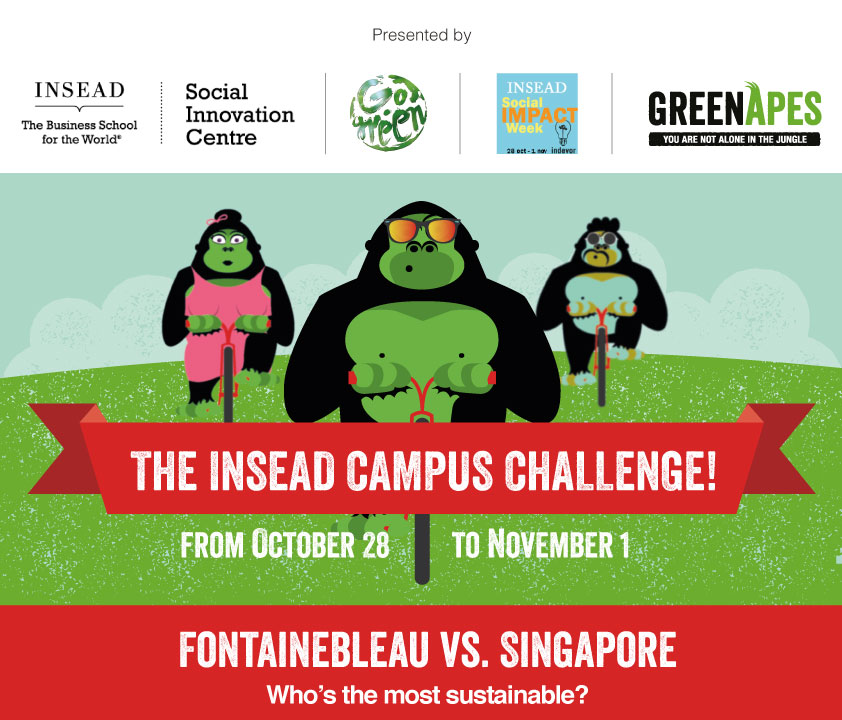 Presented by
INSEAD
The Business School
for the World®
Social
Innovation
Centre
Go
green
INSEAD
Social
IMPACT
Week
28 oct - 1 nov indevor
GREENAPES
YOU ARE NOT ALONE IN THE JUNGLE
THE INSEAD CAMPUS CHALLENGE!
FROM OCTOBER 28 TO NOVEMBER 1
FONTAINEBLEAU VS. SINGAPORE
Who's the most sustainable?